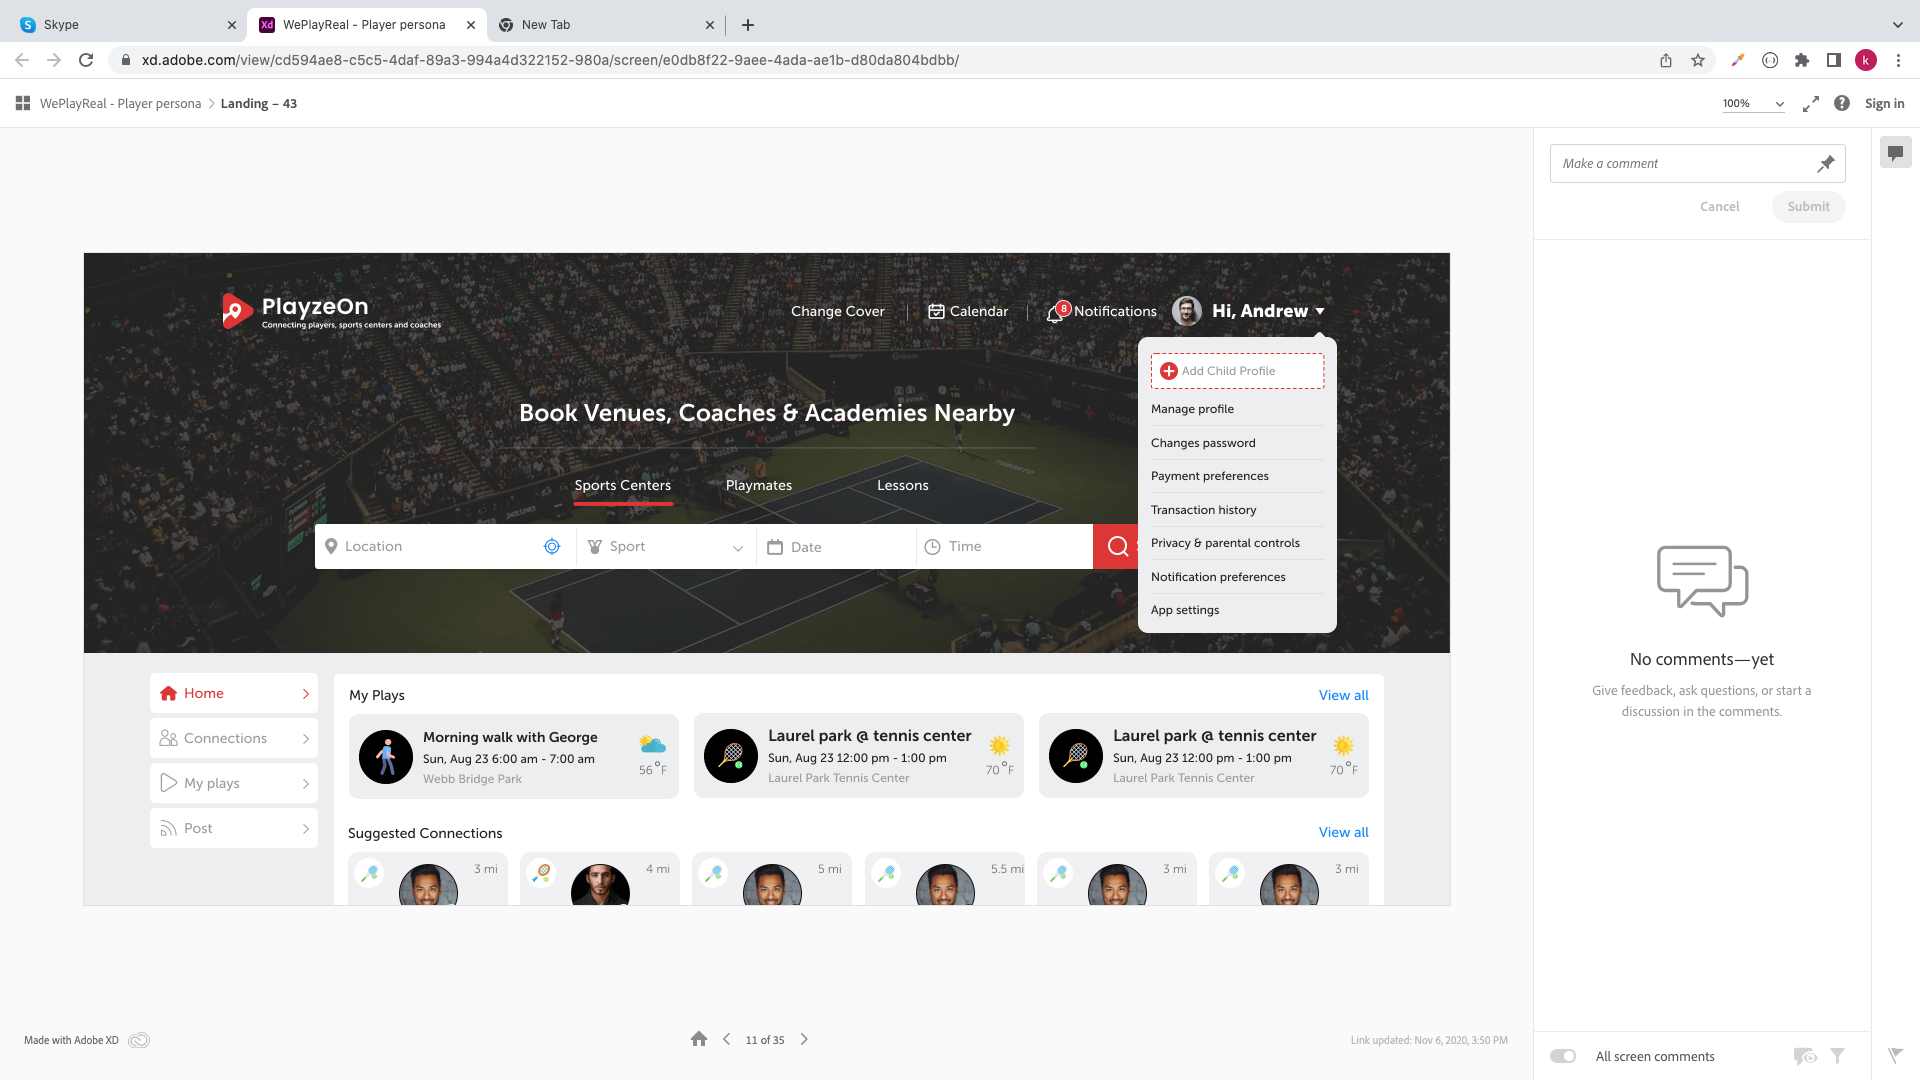 Skype
WePlayReal - Player persona
New Tab
xd.adobe.com/view/cd594ae8-c5c5-4daf-89a3-994a4d322152-980a/screen/e0db8f22-9aee-4ada-ae1b-d80da804bdbb/
k
WePlayReal - Player persona > Landing – 43
100%
Sign in
Make a comment
Cancel
Submit
PlayzeOn
Connecting players, sports centers and coaches
Change Cover
Calendar
8
Notifications
Hi, Andrew
Add Child Profile
Manage profile
Changes password
Payment preferences
Transaction history
Privacy & parental controls
Notification preferences
App settings
Book Venues, Coaches & Academies Nearby
Sports Centers
Playmates
Lessons
Location
Sport
Date
Time
Home
Connections
My plays
Post
My Plays
View all
Morning walk with George
Sun, Aug 23 6:00 am - 7:00 am
Webb Bridge Park
56 °F
Laurel park @ tennis center
Sun, Aug 23 12:00 pm - 1:00 pm
Laurel Park Tennis Center
70 °F
Laurel park @ tennis center
Sun, Aug 23 12:00 pm - 1:00 pm
Laurel Park Tennis Center
70 °F
Suggested Connections
View all
3 mi
4 mi
5 mi
5.5 mi
3 mi
3 mi
No comments—yet
Give feedback, ask questions, or start a
discussion in the comments.
Made with Adobe XD
11 of 35
Link updated: Nov 6, 2020, 3:50 PM
All screen comments